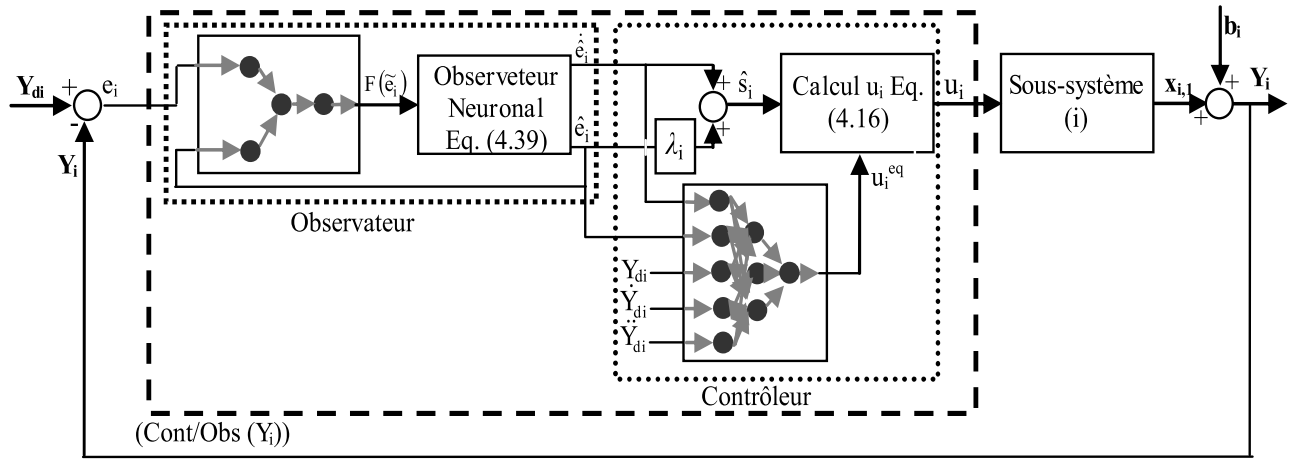 Y_di
+
-
e_i
Y_i
F(ẽ_i)
Observeteur
Neuronal
Eq. (4.39)
ė̂_i
ê_i
Observateur
λ_i
+
+
ŝ_i
Calcul u_i Eq.
(4.16)
u_i
u_i^eq
Y_di
Ẏ_di
Ÿ_di
Contrôleur
Sous-système
(i)
x_i,1
b_i
+
+
Y_i
(Cont/Obs (Y_i))